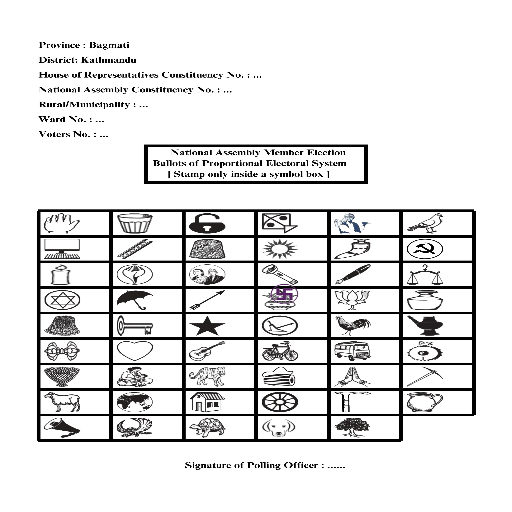 Province : Bagmati
District: Kathmandu
House of Representatives Constituency No. : ...
National Assembly Constituency No. : ...
Rural/Municipality : ...
Ward No. : ...
Voters No. : ...
National Assembly Member Election
Ballots of Proportional Electoral System
[ Stamp only inside a symbol box ]
Signature of Polling Officer : ......